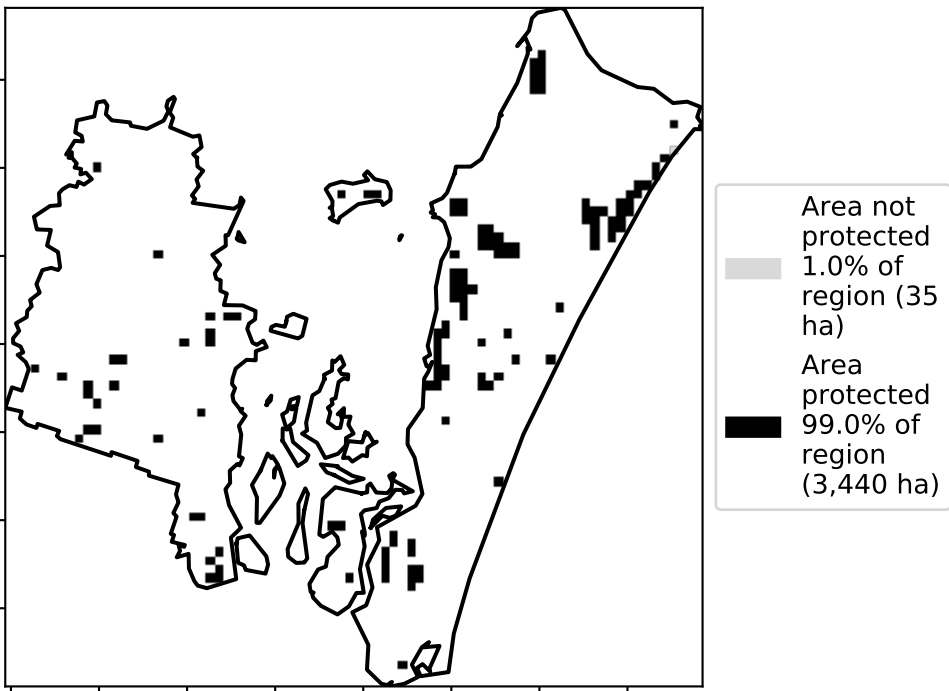 Area not
protected
1.0% of
region (35
ha)
Area
protected
99.0% of
region
(3,440 ha)